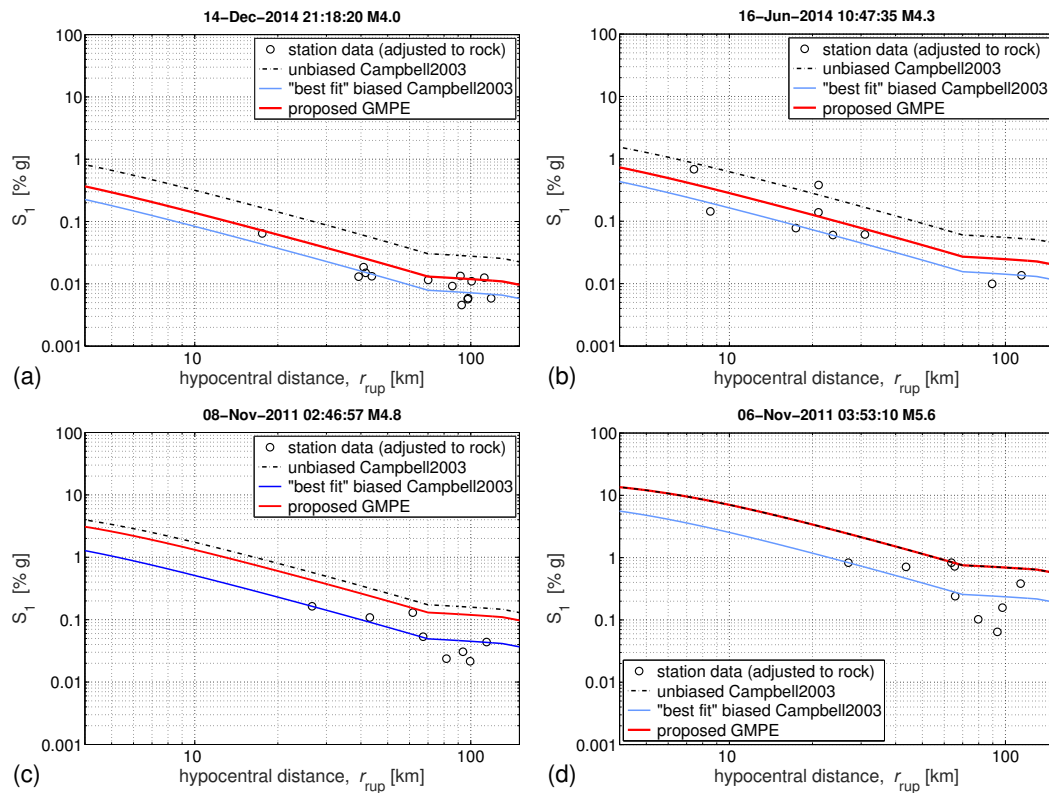 14−Dec−2014 21:18:20 M4.0
100
10
1
0.1
0.01
0.001
S1 [% g]
station data (adjusted to rock)
unbiased Campbell2003
"best fit" biased Campbell2003
proposed GMPE
10
100
hypocentral distance, rrup [km]
(a)
16−Jun−2014 10:47:35 M4.3
100
10
1
0.1
0.01
0.001
S1 [% g]
station data (adjusted to rock)
unbiased Campbell2003
"best fit" biased Campbell2003
proposed GMPE
10
100
hypocentral distance, rrup [km]
(b)
08−Nov−2011 02:46:57 M4.8
100
10
1
0.1
0.01
0.001
S1 [% g]
station data (adjusted to rock)
unbiased Campbell2003
"best fit" biased Campbell2003
proposed GMPE
10
100
hypocentral distance, rrup [km]
(c)
06−Nov−2011 03:53:10 M5.6
100
10
1
0.1
0.01
0.001
S1 [% g]
station data (adjusted to rock)
unbiased Campbell2003
"best fit" biased Campbell2003
proposed GMPE
10
100
hypocentral distance, rrup [km]
(d)